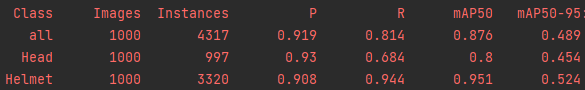 Class Images Instances P R mAP50 mAP50-95:
all 1000 4317 0.919 0.814 0.876 0.489
Head 1000 997 0.93 0.684 0.8 0.454
Helmet 1000 3320 0.908 0.944 0.951 0.524